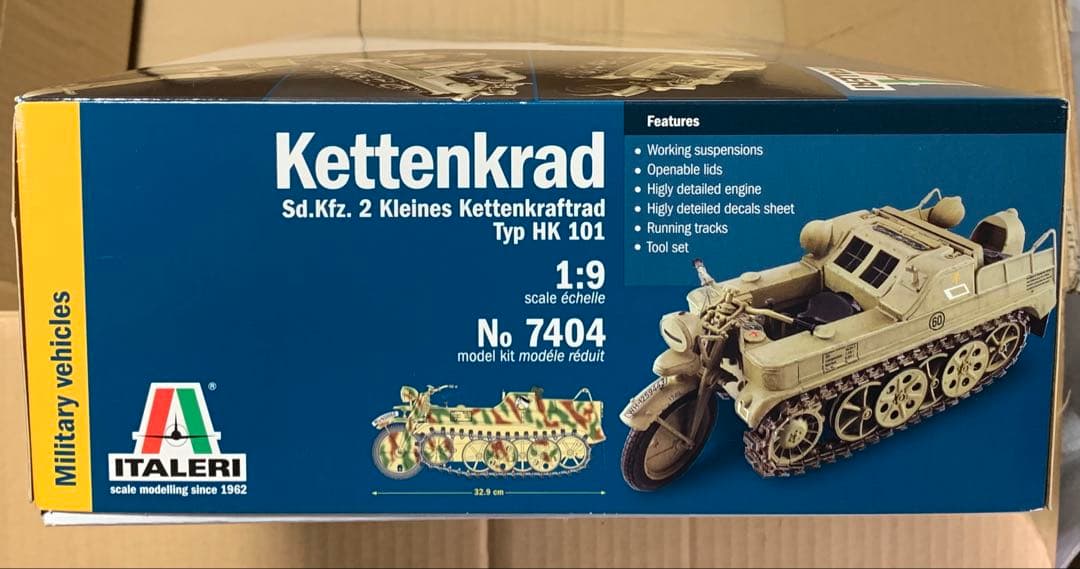 ITALERI
Military vehicles
Kettenkrad
Sd.Kfz. 2 Kleines Kettenkraftrad
Typ HK 101
1:9
scale échelle
No 7404
model kit modéle réduit
32.9 cm
ITALERI
®
scale modelling since 1962
Features
• Working suspensions
• Openable lids
• Higly detailed engine
• Higly deteiled decals sheet
• Running tracks
• Tool set
60